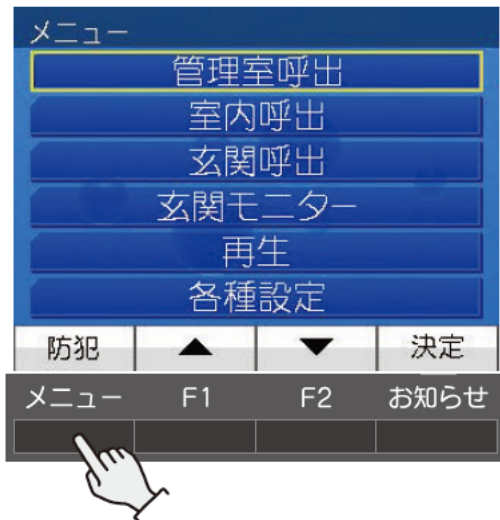 メニュー
管理室呼出
室内呼出
玄関呼出
玄関モニター
再生
各種設定
防犯 ▲ ▼ 決定
メニュー F1 F2 お知らせ